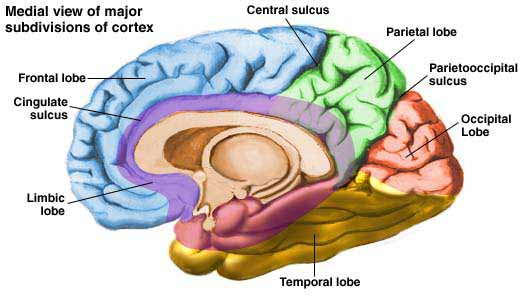 Medial view of major
subdivisions of cortex
Central sulcus
Parietal lobe
Parietooccipital
sulcus
Frontal lobe
Cingulate
sulcus
Occipital
Lobe
Limbic
lobe
Temporal lobe